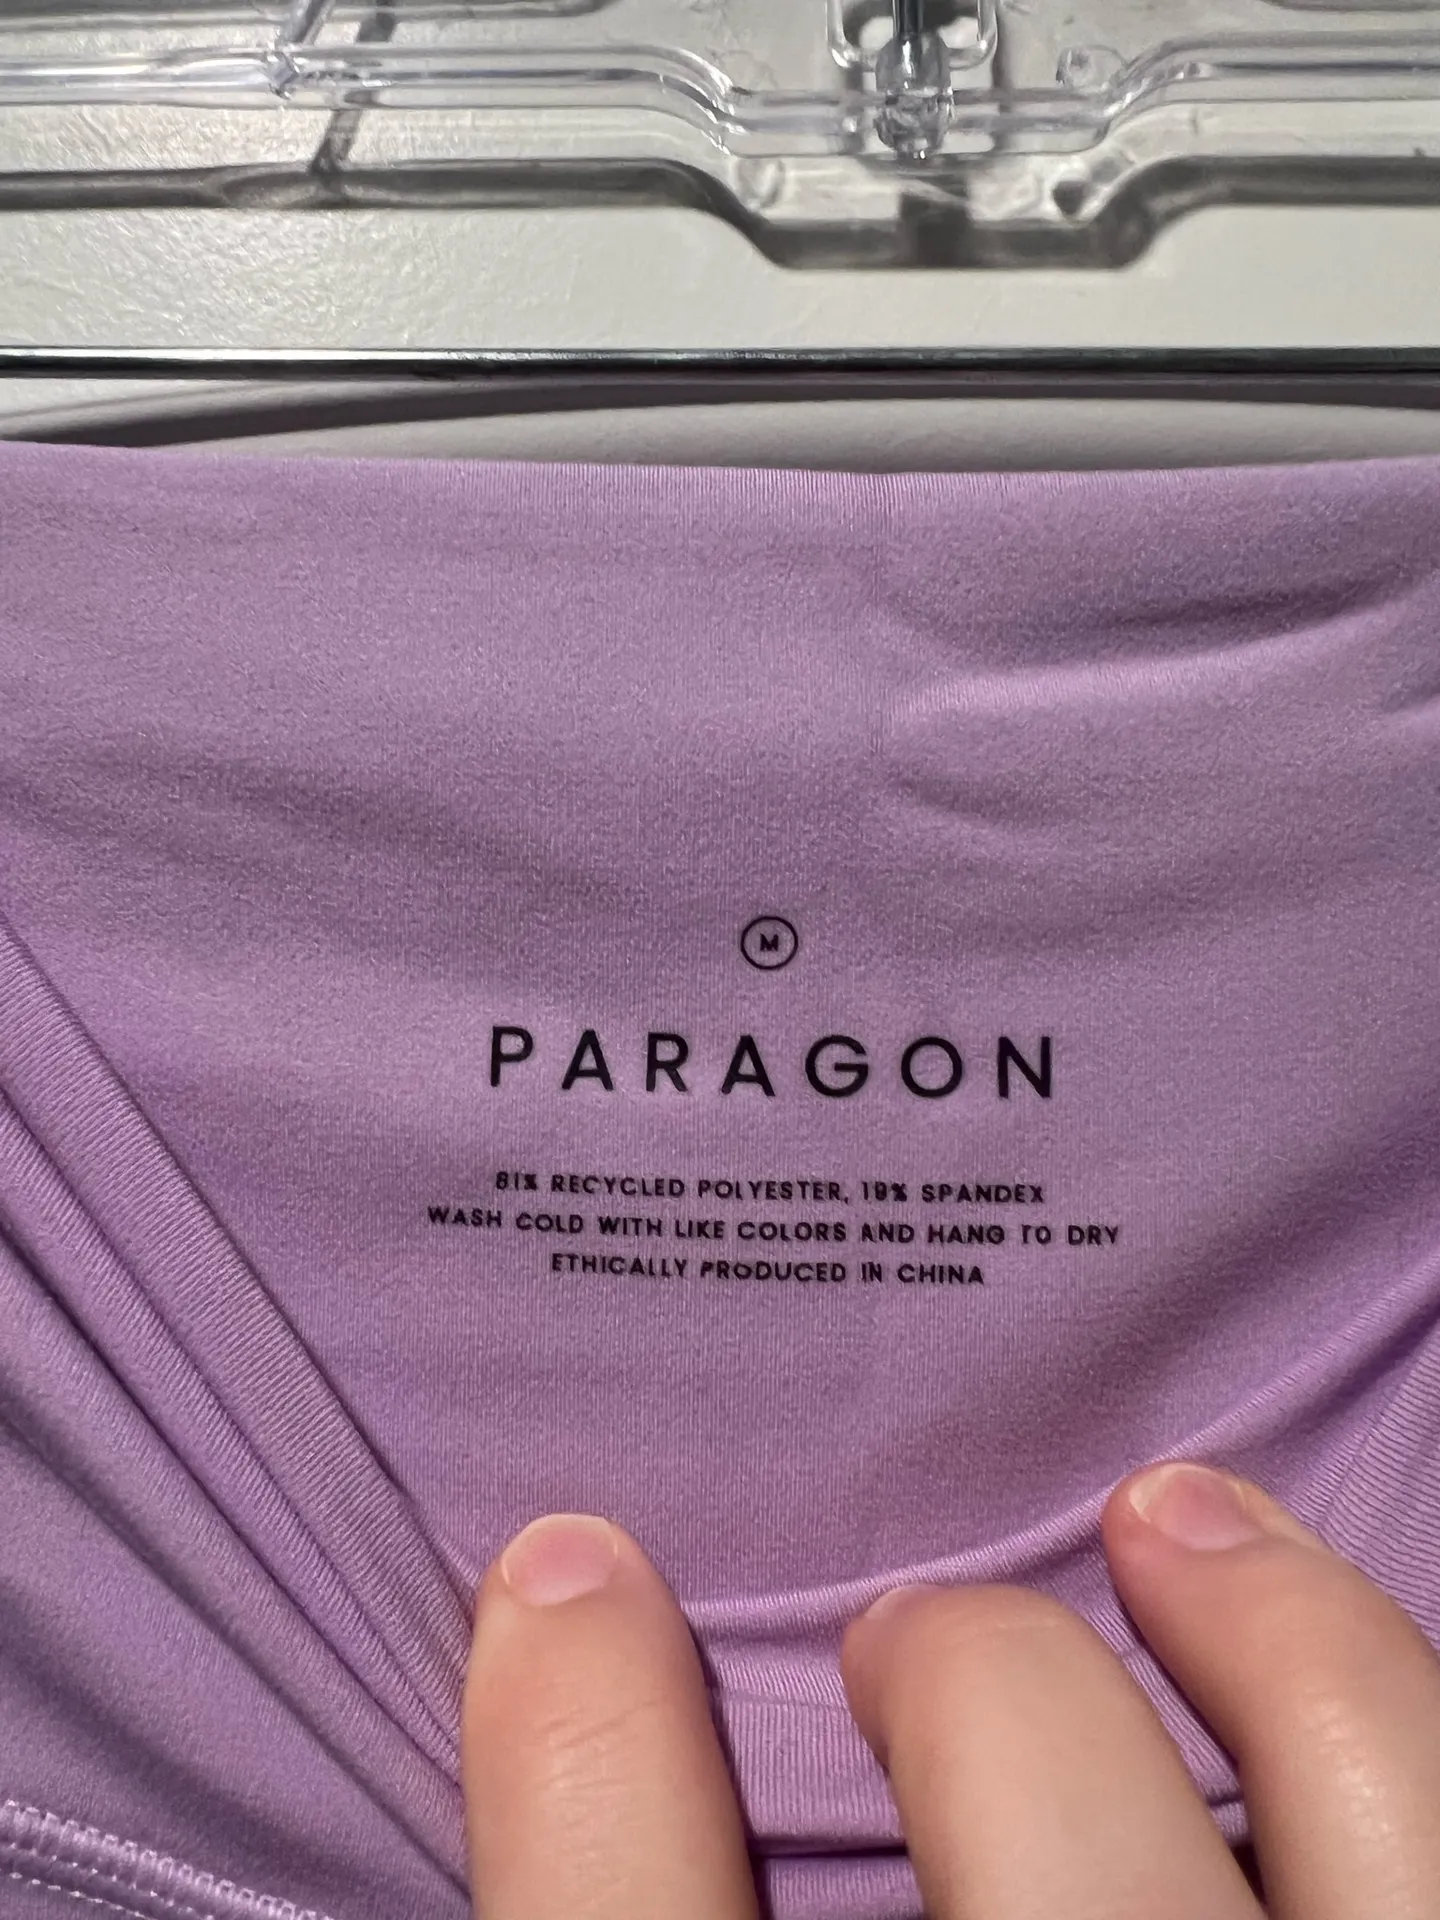 M
PARAGON
81% RECYCLED POLYESTER, 19% SPANDEX
WASH COLD WITH LIKE COLORS AND HANG TO DRY
ETHICALLY PRODUCED IN CHINA